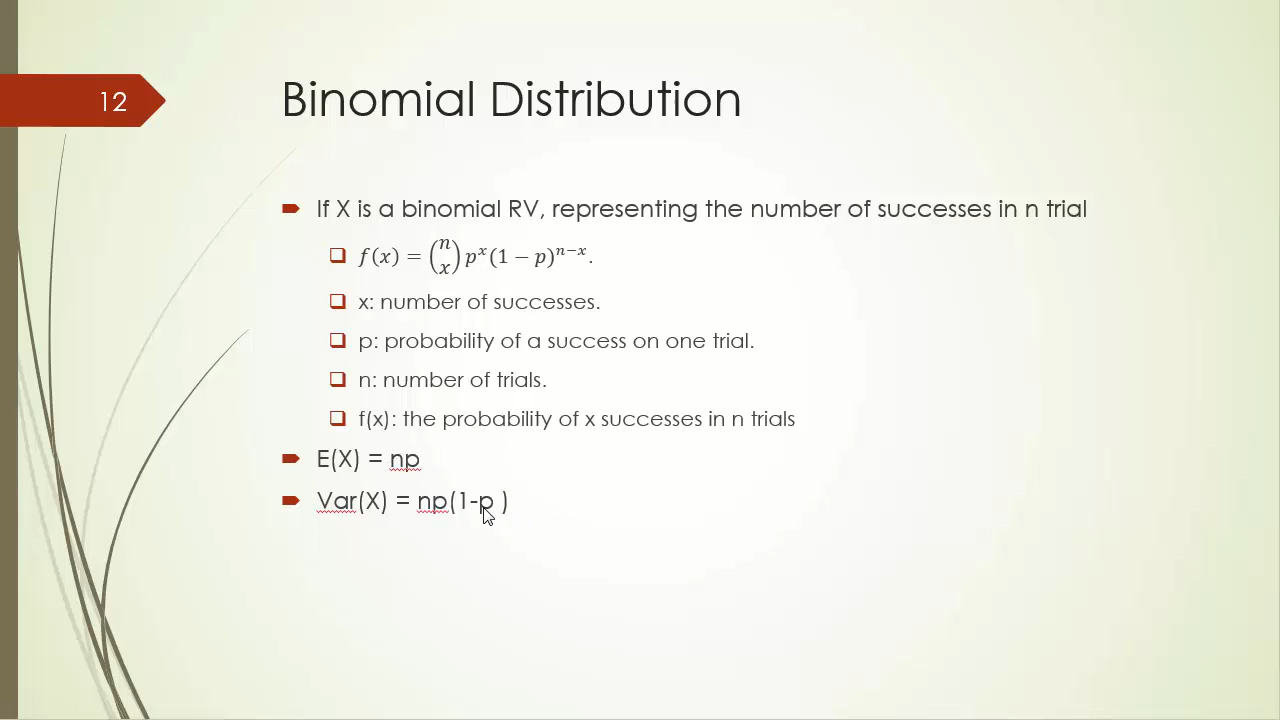 12
Binomial Distribution
If X is a binomial RV, representing the number of successes in n trial
f(x) = (n x) p^x (1 − p)^{n−x}.
x: number of successes.
p: probability of a success on one trial.
n: number of trials.
f(x): the probability of x successes in n trials
E(X) = np
Var(X) = np(1-p )